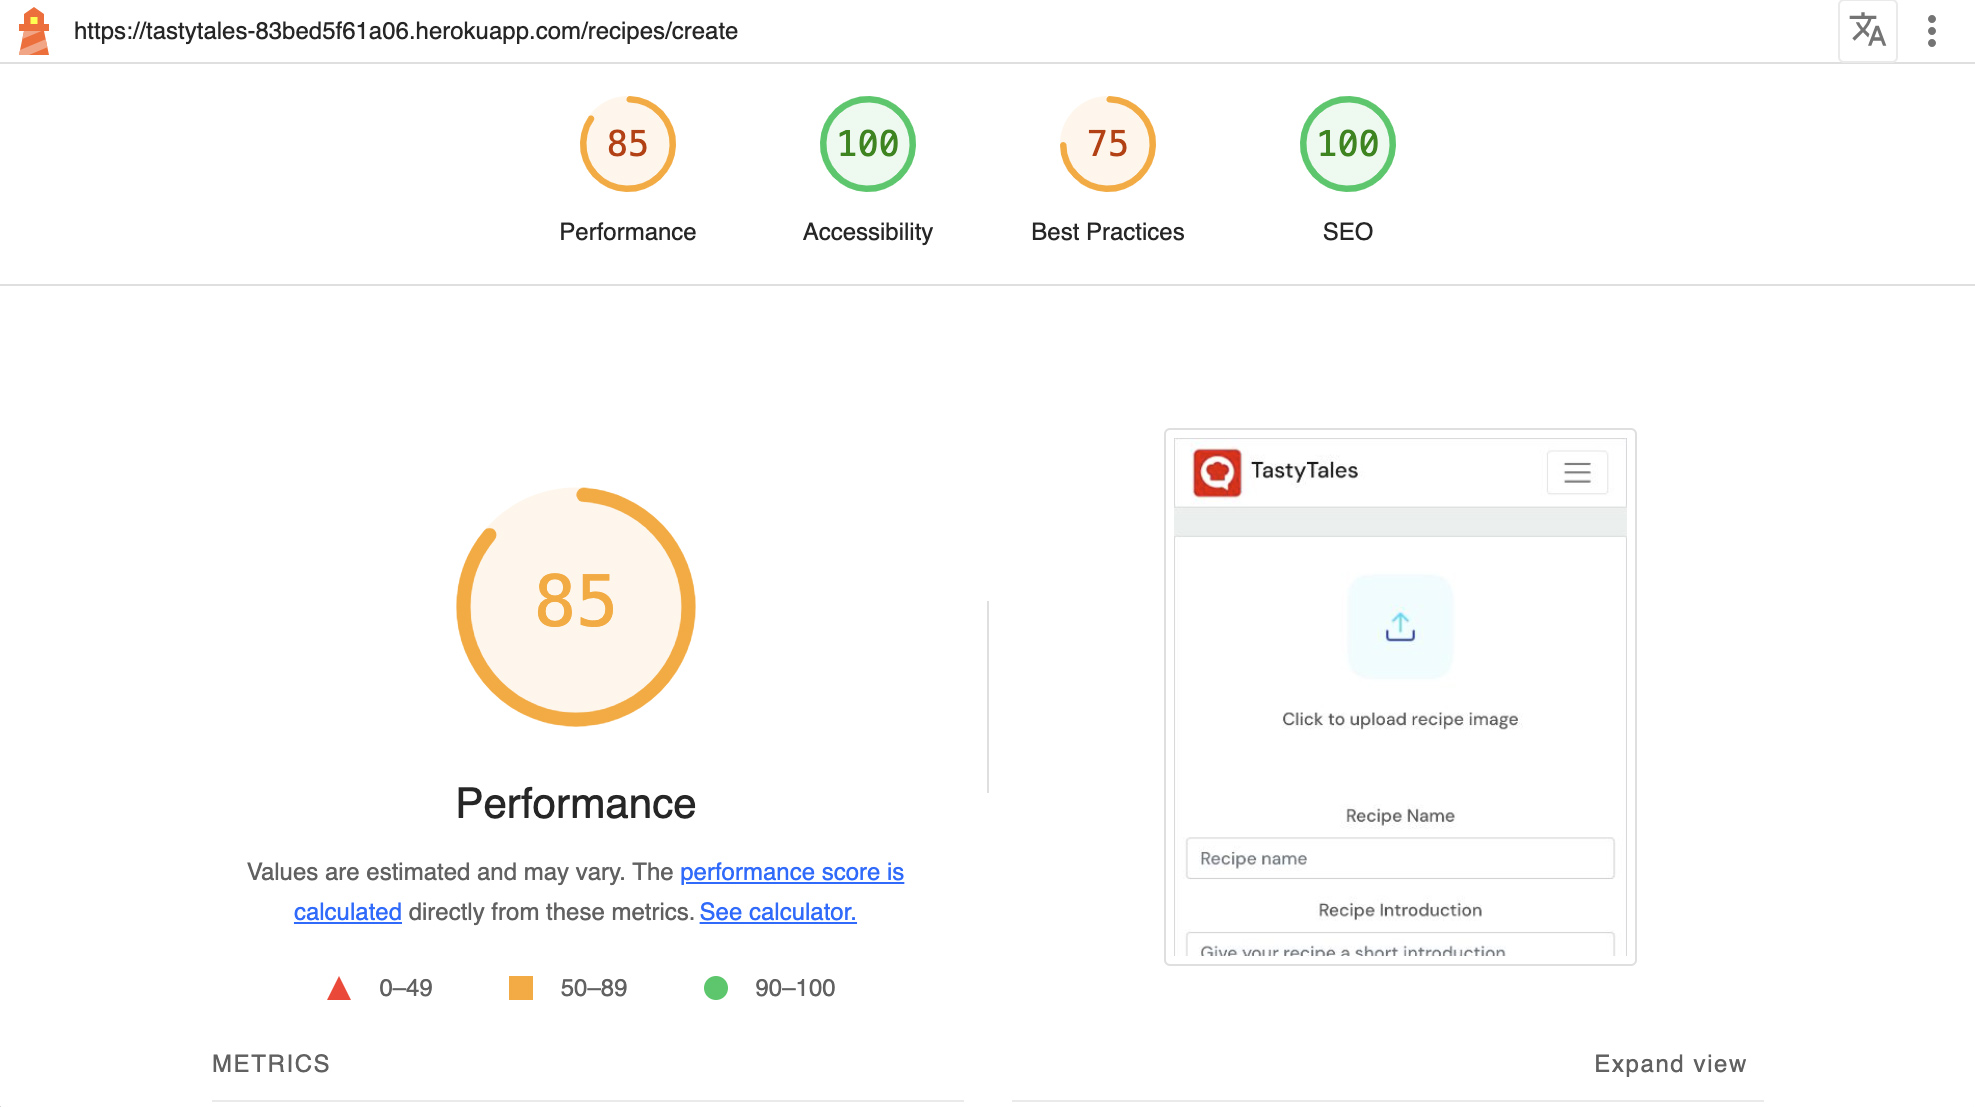 https://tastytales-83bed5f61a06.herokuapp.com/recipes/create
85 100 75 100
Performance Accessibility Best Practices SEO
85
Performance
Values are estimated and may vary. The performance score is
calculated directly from these metrics. See calculator.
0–49 50–89 90–100
TastyTales
Click to upload recipe image
Recipe Name
Recipe name
Recipe Introduction
Give your recipe a short introduction
METRICS
Expand view